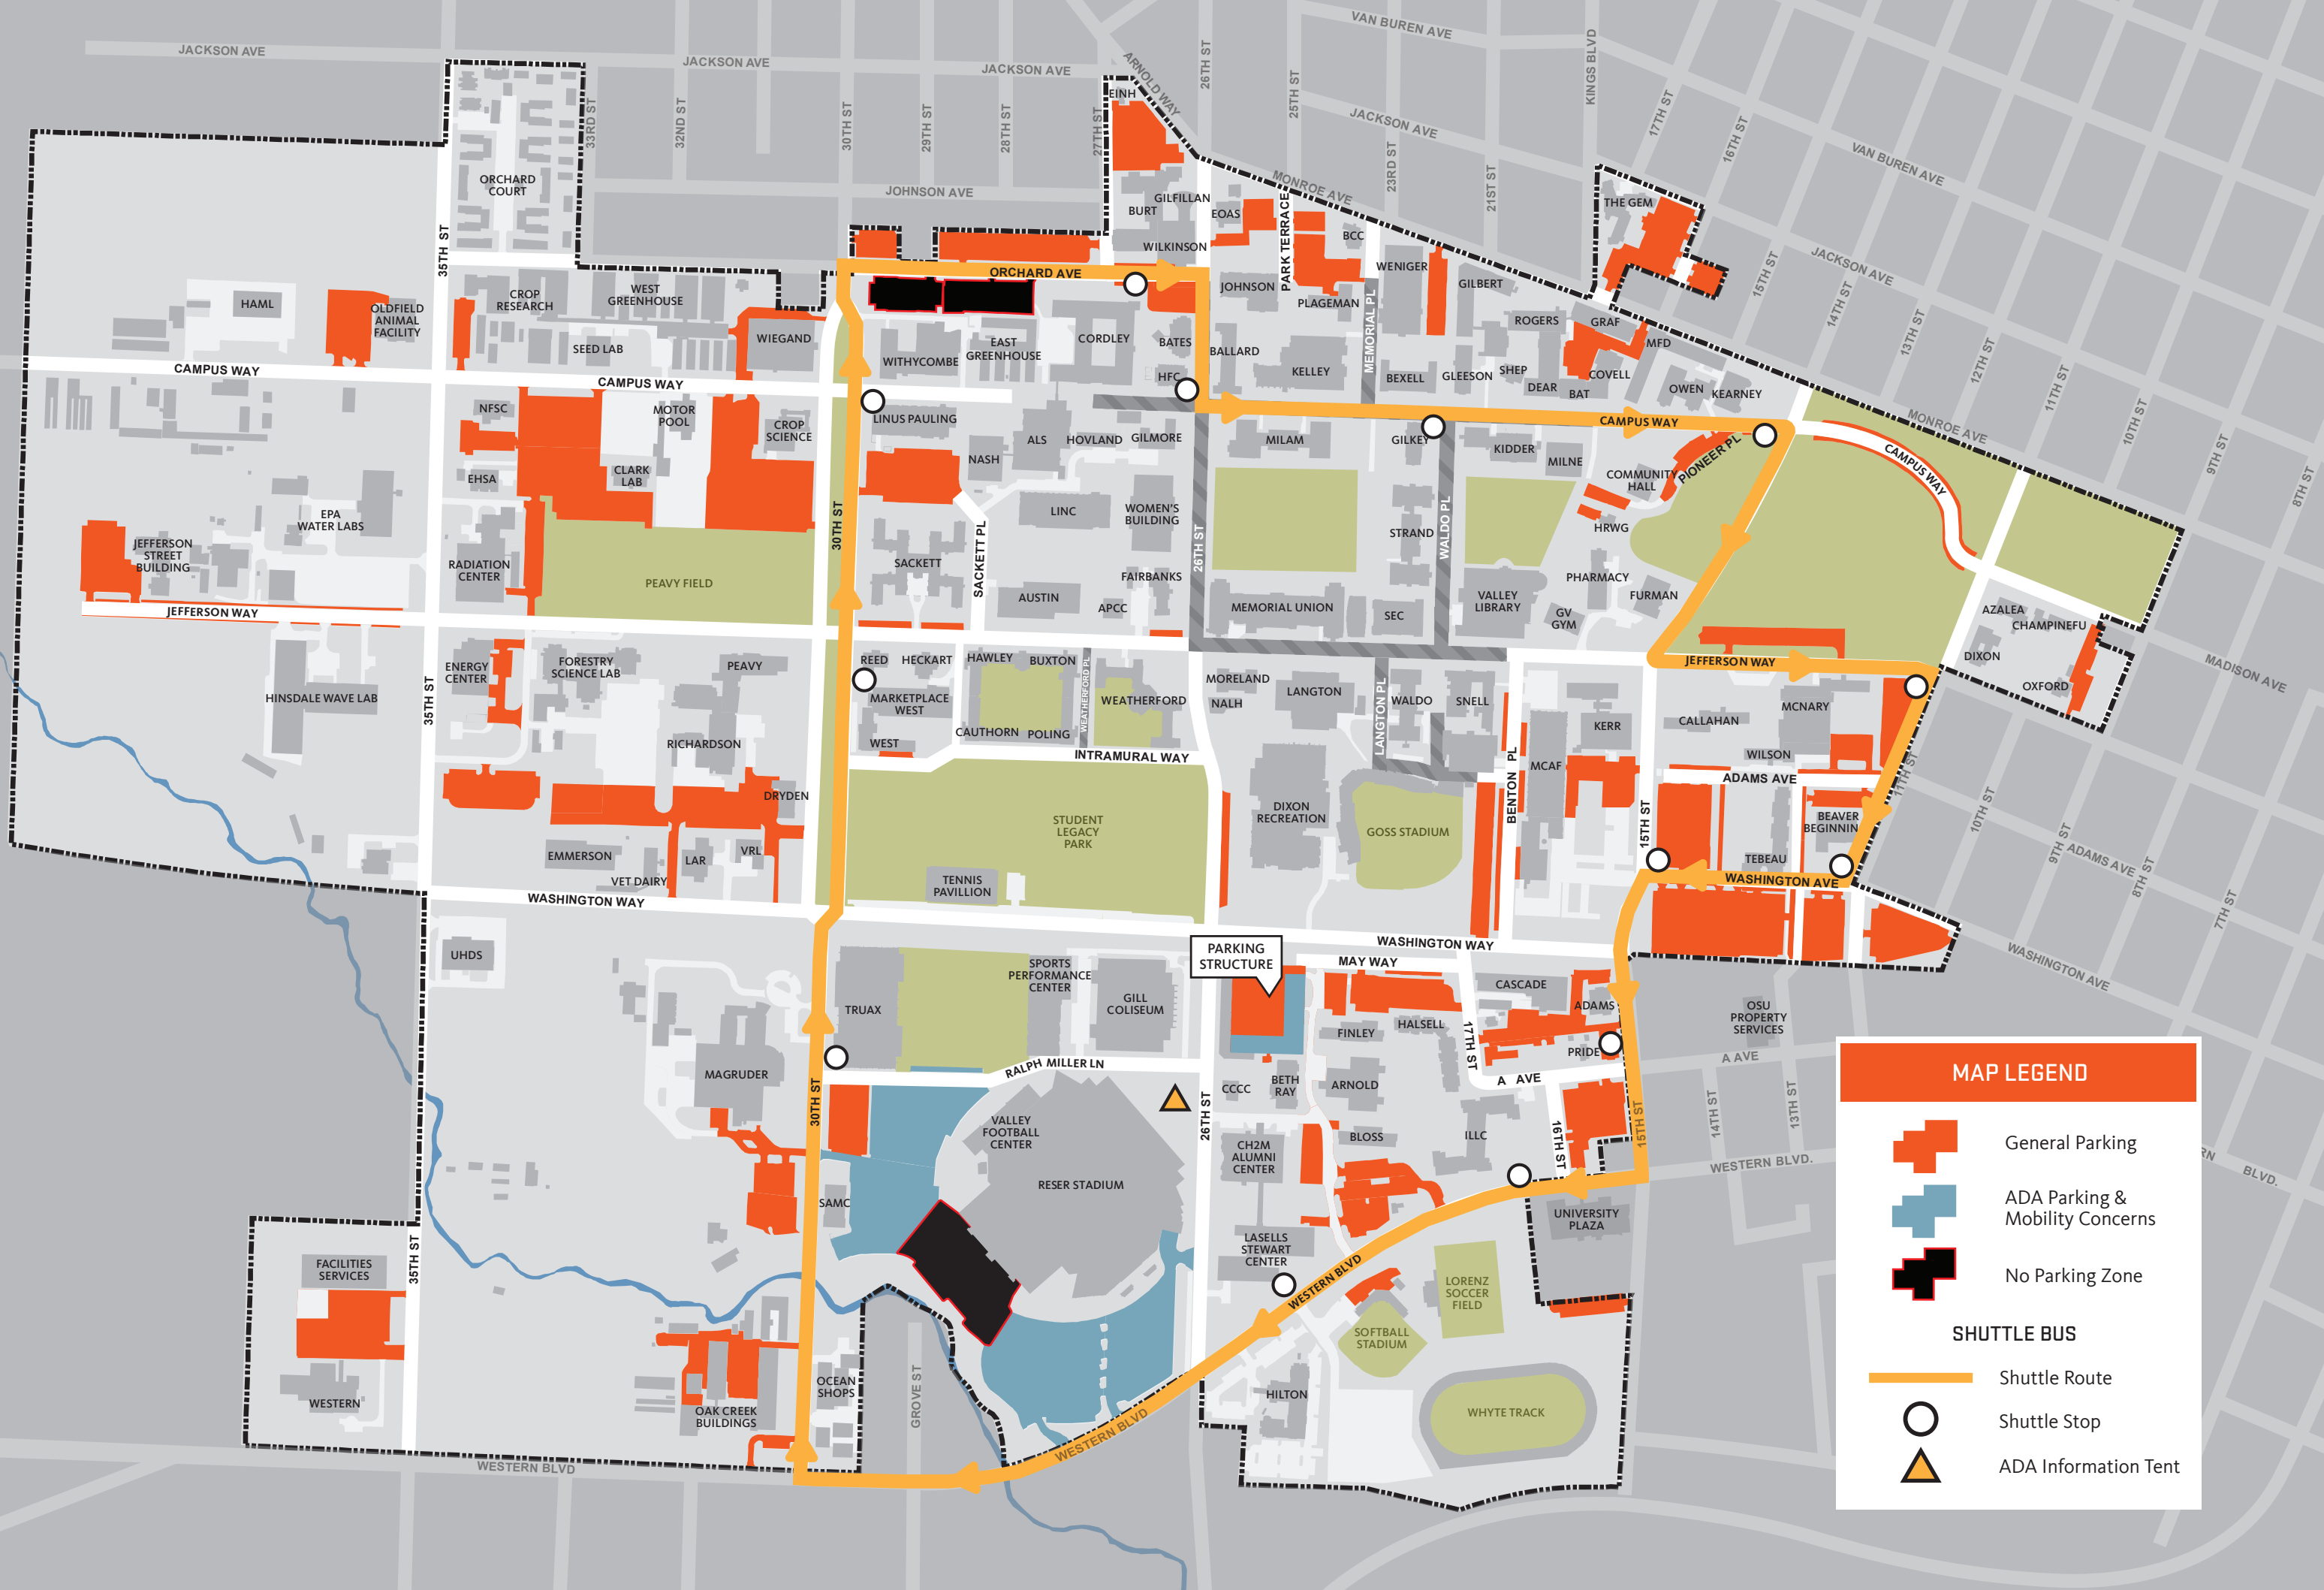 VAN BUREN AVE
JACKSON AVE
JACKSON AVE
JACKSON AVE
ARNOLD WAY
26TH ST
25TH ST
KINGS BLVD
17TH ST
16TH ST
VAN BUREN AVE
JACKSON AVE
33RD ST
32ND ST
30TH ST
29TH ST
28TH ST
27TH ST
EINH
23RD ST
21ST ST
ORCHARD
COURT
JOHNSON AVE
MONROE AVE
GILFILLAN
BURT
EOAS
WILKINSON
PARK TERRACE
BCC
WENIGER
THE GEM
15TH ST
14TH ST
13TH ST
12TH ST
11TH ST
10TH ST
9TH ST
8TH ST
JACKSON AVE
35TH ST
ORCHARD AVE
HAML
OLDFIELD
ANIMAL
FACILITY
CROP
RESEARCH
WEST
GREENHOUSE
SEED LAB
WIEGAND
WITHYCOMBE
EAST
GREENHOUSE
CORDLEY
BATES
HFC
JOHNSON
PLAGEMAN
BALLARD
KELLEY
MEMORIAL PL
GILBERT
ROGERS
GRAF
MFD
BEXELL
GLEESON
SHEP
DEAR
BAT
COVELL
OWEN
KEARNEY
MONROE AVE
CAMPUS WAY
CAMPUS WAY
CAMPUS WAY
CAMPUS WAY
NFSC
MOTOR
POOL
CROP
SCIENCE
LINUS PAULING
ALS
HOVLAND
GILMORE
NASH
MILAM
GILKEY
KIDDER
MILNE
COMMUNITY
HALL
PIONEER PL
EHSA
CLARK
LAB
EPA
WATER LABS
LINC
WOMEN'S
BUILDING
HRWG
STRAND
WALDO PL
26TH ST
30TH ST
SACKETT PL
JEFFERSON
STREET
BUILDING
RADIATION
CENTER
PEAVY FIELD
SACKETT
FAIRBANKS
AUSTIN
APCC
MEMORIAL UNION
SEC
VALLEY
LIBRARY
PHARMACY
FURMAN
GV
GYM
AZALEA
CHAMPINEFU
DIXON
OXFORD
MADISON AVE
JEFFERSON WAY
JEFFERSON WAY
ENERGY
CENTER
FORESTRY
SCIENCE LAB
PEAVY
REED
HECKART
HAWLEY
BUXTON
WEATHERFORD PL
WEATHERFORD
MORELAND
NALH
LANGTON
LANGTON PL
WALDO
SNELL
KERR
CALLAHAN
MCNARY
HINSDALE WAVE LAB
35TH ST
MARKETPLACE
WEST
CAUTHORN
POLING
RICHARDSON
WEST
INTRAMURAL WAY
BENTON PL
MCAF
WILSON
ADAMS AVE
11TH ST
10TH ST
9TH ST
ADAMS AVE
8TH ST
7TH ST
DRYDEN
STUDENT
LEGACY
PARK
DIXON
RECREATION
GOSS STADIUM
15TH ST
BEAVER
BEGINNIN
TEBEAU
EMMERSON
VET DAIRY
LAR
VRL
TENNIS
PAVILLION
WASHINGTON AVE
WASHINGTON WAY
WASHINGTON WAY
WASHINGTON AVE
UHDS
PARKING
STRUCTURE
MAY WAY
TRUAX
SPORTS
PERFORMANCE
CENTER
GILL
COLISEUM
CASCADE
ADAMS
OSU
PROPERTY
SERVICES
FINLEY
HALSELL
17TH ST
PRIDE
A AVE
A AVE
RALPH MILLER LN
MAGRUDER
30TH ST
CCCC
BETH
RAY
ARNOLD
26TH ST
VALLEY
FOOTBALL
CENTER
CH2M
ALUMNI
CENTER
BLOSS
ILLC
16TH ST
15TH ST
14TH ST
13TH ST
WESTERN BLVD.
RN BLVD.
RESER STADIUM
SAMC
UNIVERSITY
PLAZA
LASELLS
STEWART
CENTER
35TH ST
FACILITIES
SERVICES
WESTERN BLVD
LORENZ
SOCCER
FIELD
SOFTBALL
STADIUM
WESTERN
OAK CREEK
BUILDINGS
OCEAN
SHOPS
GROVE ST
HILTON
WHYTE TRACK
WESTERN BLVD
WESTERN BLVD
MAP LEGEND
General Parking
ADA Parking &
Mobility Concerns
No Parking Zone
SHUTTLE BUS
Shuttle Route
Shuttle Stop
ADA Information Tent